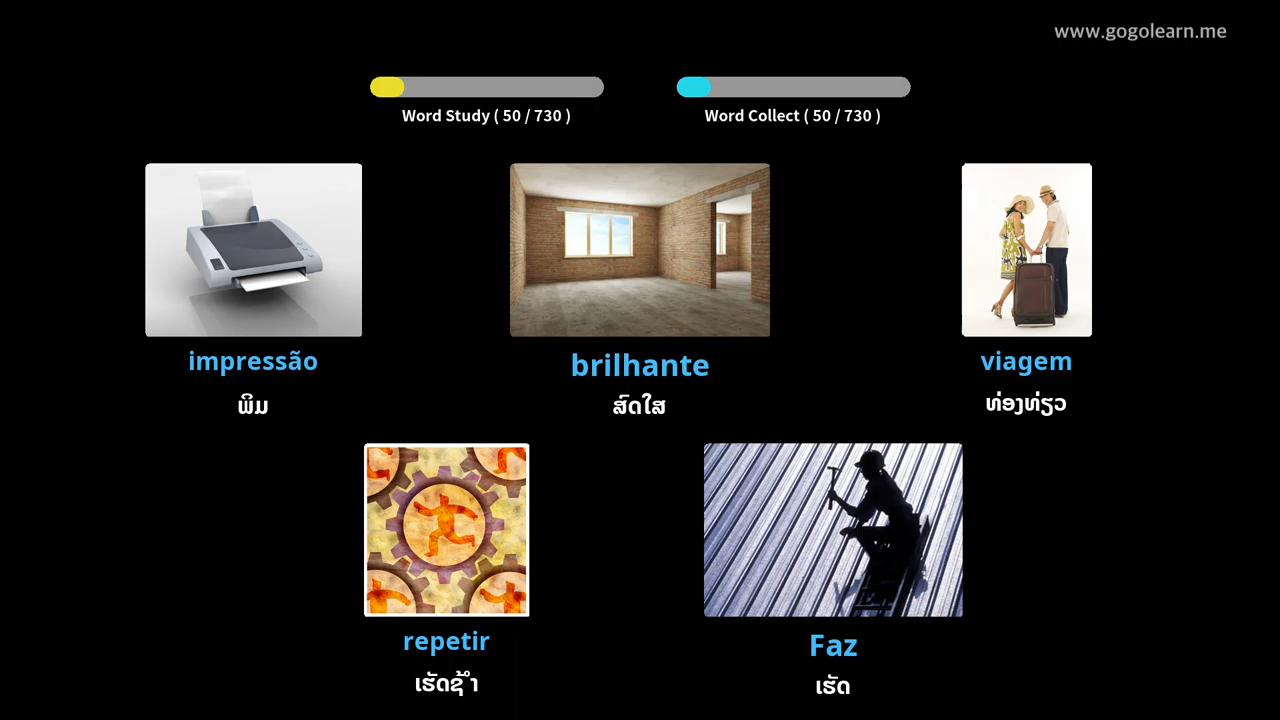 www.gogolearn.me
Word Study ( 50 / 730 )
Word Collect ( 50 / 730 )
impressão
ພິມ
brilhante
ສົດໃສ
viagem
ທ່ອງທ່ຽວ
repetir
ເຮັດຊ້ໍາ
Faz
ເຮັດ